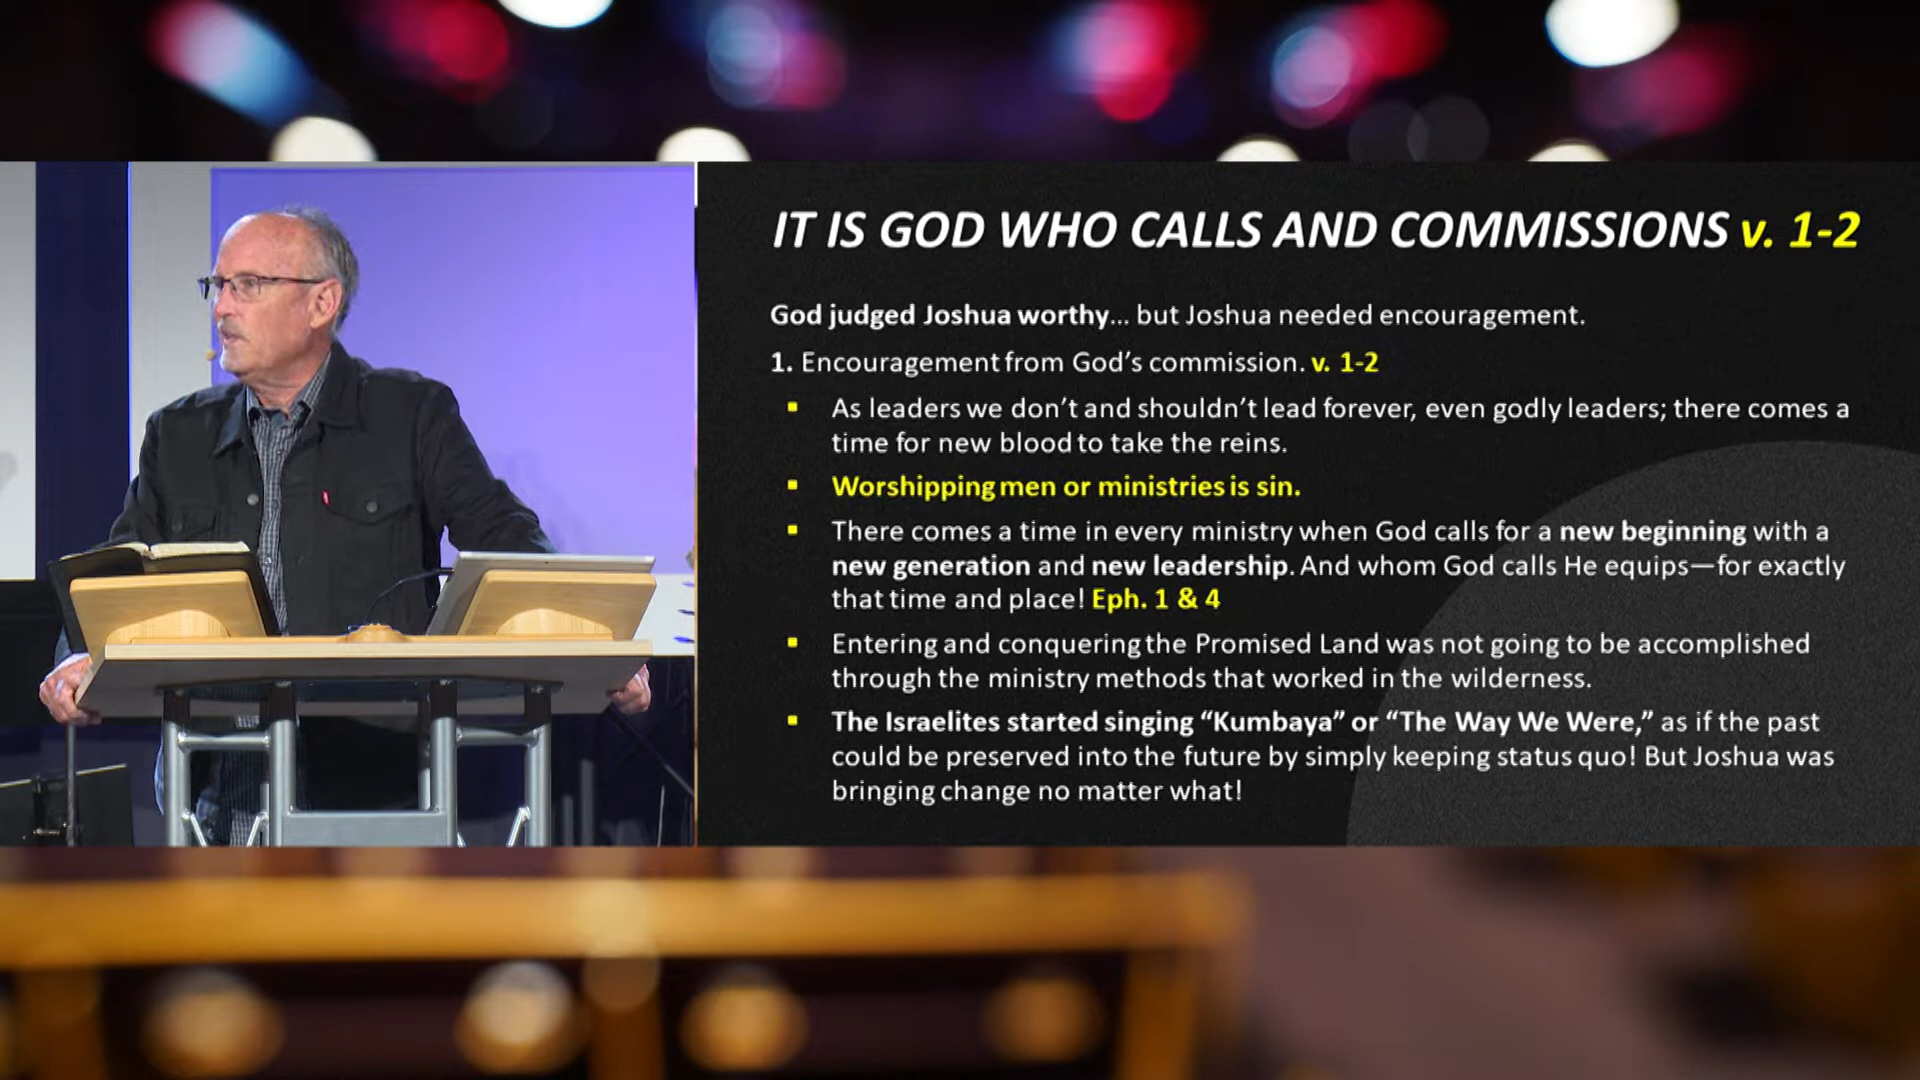 IT IS GOD WHO CALLS AND COMMISSIONS v. 1-2
God judged Joshua worthy... but Joshua needed encouragement.
1. Encouragement from God’s commission. v. 1-2
▪ As leaders we don’t and shouldn’t lead forever, even godly leaders; there comes a
time for new blood to take the reins.
▪ Worshipping men or ministries is sin.
▪ There comes a time in every ministry when God calls for a new beginning with a
new generation and new leadership. And whom God calls He equips—for exactly
that time and place! Eph. 1 & 4
▪ Entering and conquering the Promised Land was not going to be accomplished
through the ministry methods that worked in the wilderness.
▪ The Israelites started singing “Kumbaya” or “The Way We Were,” as if the past
could be preserved into the future by simply keeping status quo! But Joshua was
bringing change no matter what!